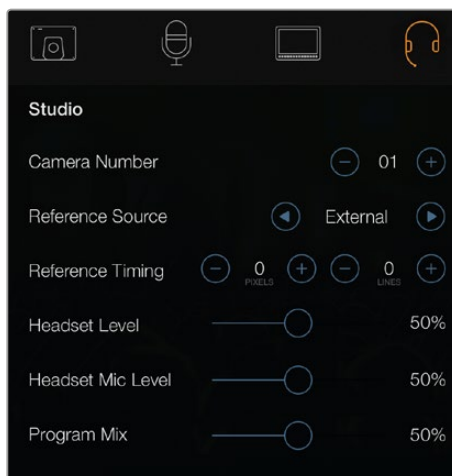 Studio
Camera Number − 01 +
Reference Source External
Reference Timing − 0 PIXELS + − 0 LINES +
Headset Level 50%
Headset Mic Level 50%
Program Mix 50%